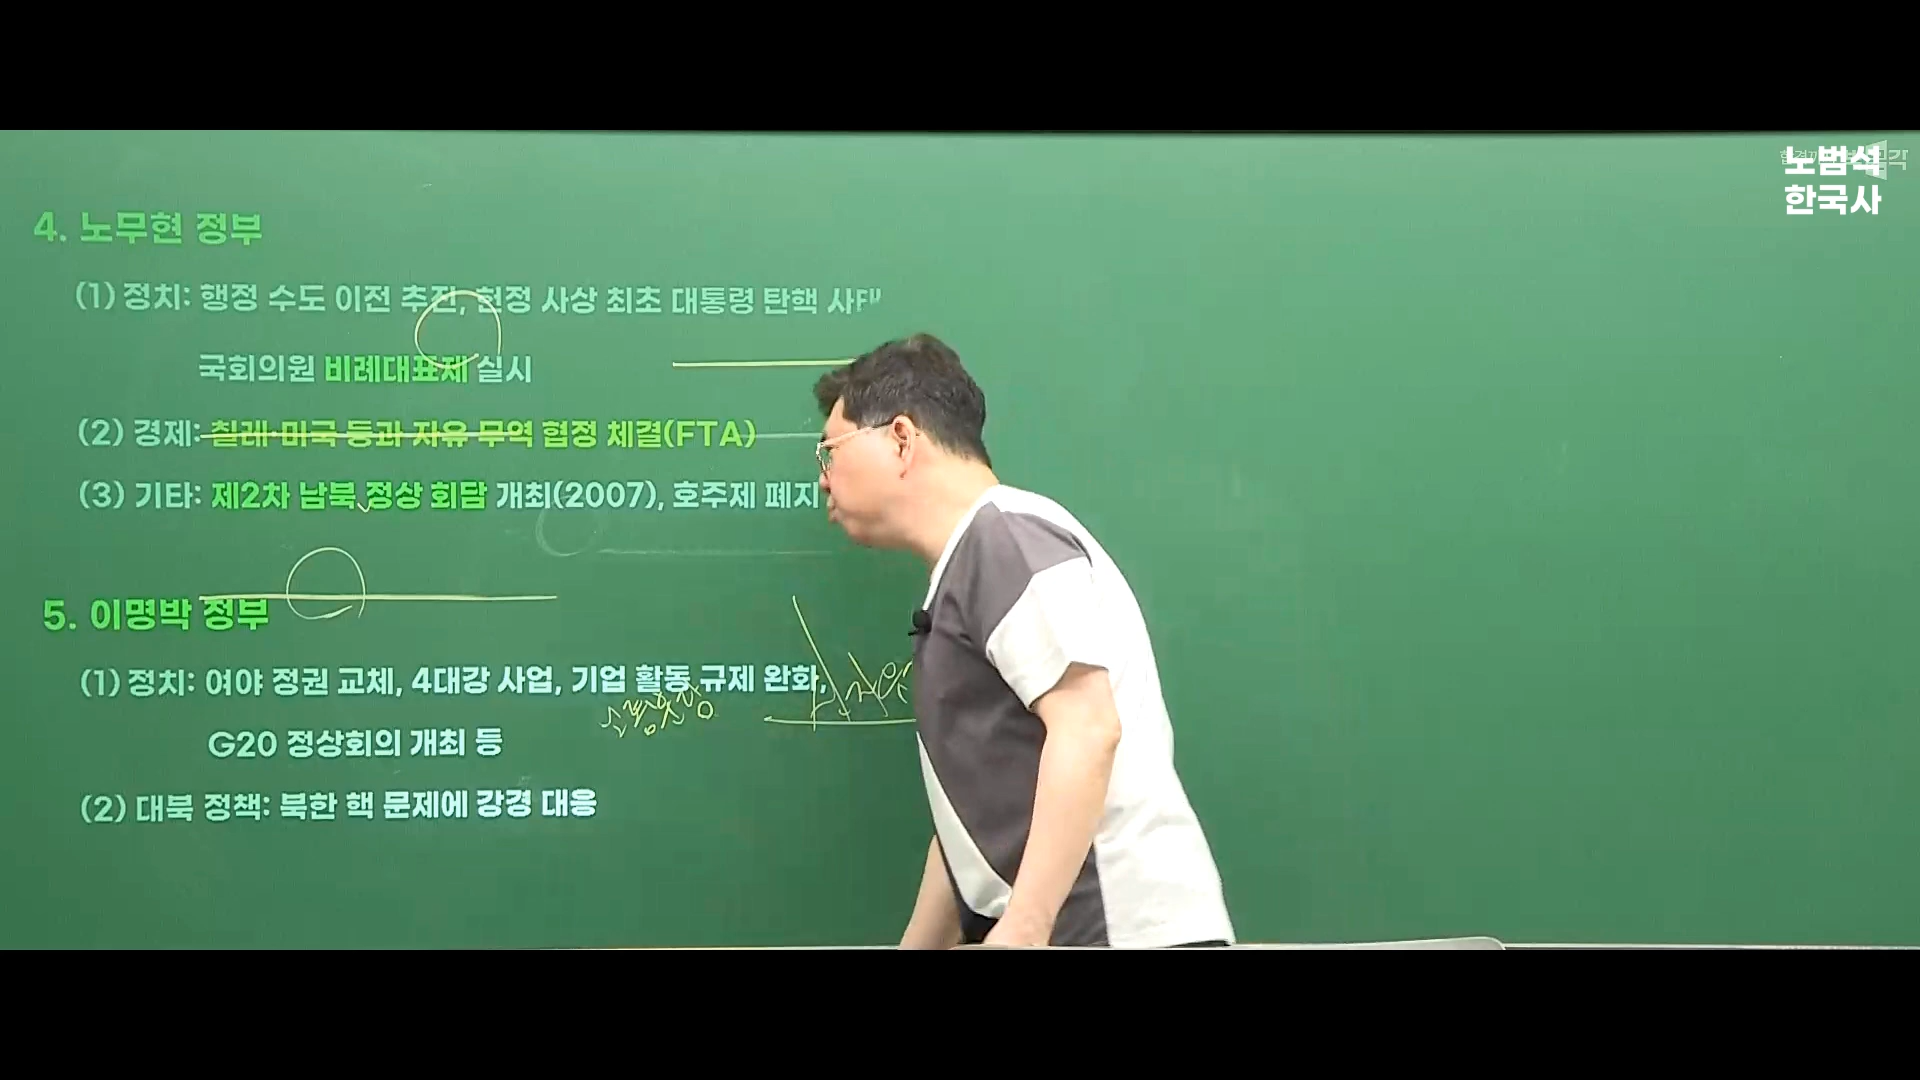 노범석
한국사
4. 노무현 정부
(1) 정치: 행정 수도 이전 추진, 헌정 사상 최초 대통령 탄핵 사태
국회의원 비례대표제 실시
(2) 경제: 칠레·미국 등과 자유 무역 협정 체결(FTA)
(3) 기타: 제2차 남북 정상 회담 개최(2007), 호주제 폐지
5. 이명박 정부
(1) 정치: 여야 정권 교체, 4대강 사업, 기업 활동 규제 완화,
G20 정상회의 개최 등
(2) 대북 정책: 북한 핵 문제에 강경 대응